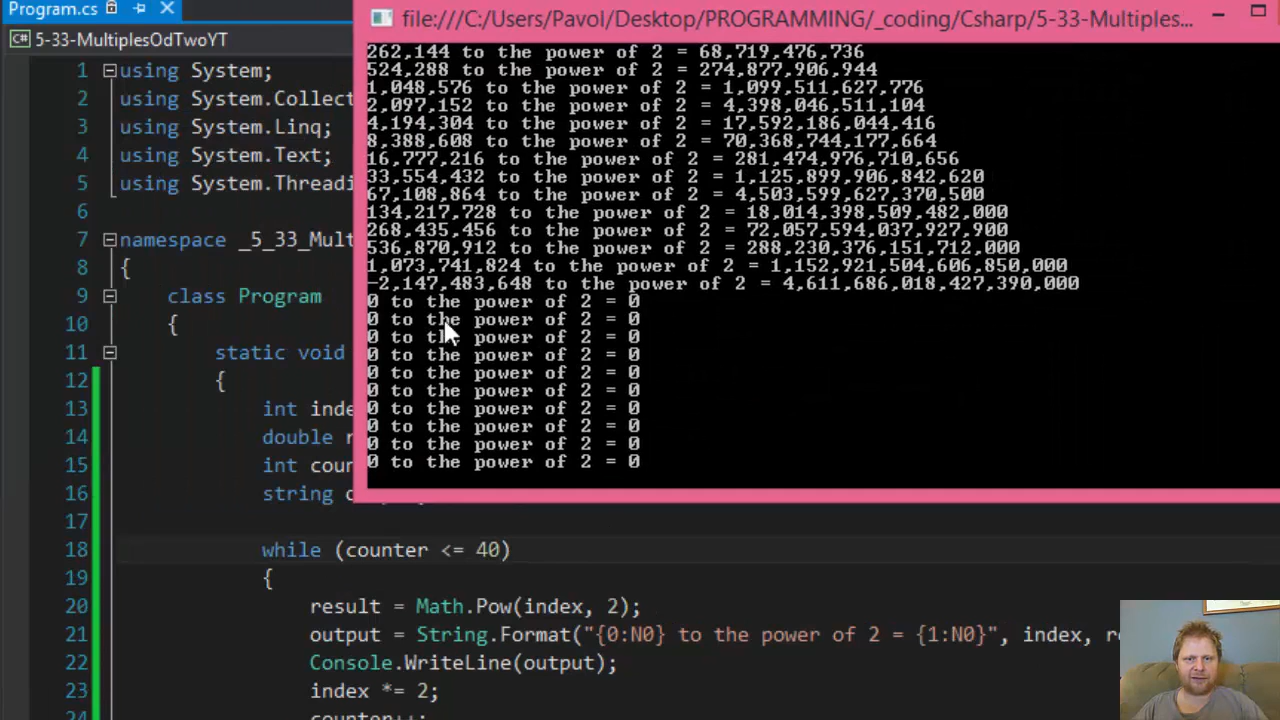 Program.cs
file:///C:/Users/Pavol/Desktop/PROGRAMMING/_coding/Csharp/5-33-Multiples...
5-33-MultiplesOdTwoYT
262,144 to the power of 2 = 68,719,476,736
524,288 to the power of 2 = 274,877,906,944
1,048,576 to the power of 2 = 1,099,511,627,776
2,097,152 to the power of 2 = 4,398,046,511,104
4,194,304 to the power of 2 = 17,592,186,044,416
8,388,608 to the power of 2 = 70,368,744,177,664
16,777,216 to the power of 2 = 281,474,976,710,656
33,554,432 to the power of 2 = 1,125,899,906,842,620
67,108,864 to the power of 2 = 4,503,599,627,370,500
134,217,728 to the power of 2 = 18,014,398,509,482,000
268,435,456 to the power of 2 = 72,057,594,037,927,900
536,870,912 to the power of 2 = 288,230,376,151,712,000
1,073,741,824 to the power of 2 = 1,152,921,504,606,850,000
-2,147,483,648 to the power of 2 = 4,611,686,018,427,390,000
0 to the power of 2 = 0
0 to the power of 2 = 0
0 to the power of 2 = 0
0 to the power of 2 = 0
0 to the power of 2 = 0
0 to the power of 2 = 0
0 to the power of 2 = 0
0 to the power of 2 = 0
0 to the power of 2 = 0
0 to the power of 2 = 0
1 using System;
2 using System.Collect
3 using System.Linq;
4 using System.Text;
5 using System.Threadi
6
7 namespace _5_33_Mult
8 {
9 class Program
10 {
11 static void
12 {
13 int inde
14 double r
15 int coun
16 string
17
18 while (counter <= 40)
19 {
20 result = Math.Pow(index, 2);
21 output = String.Format("{0:N0} to the power of 2 = {1:N0}", index, re
22 Console.WriteLine(output);
23 index *= 2;
24 counter++;